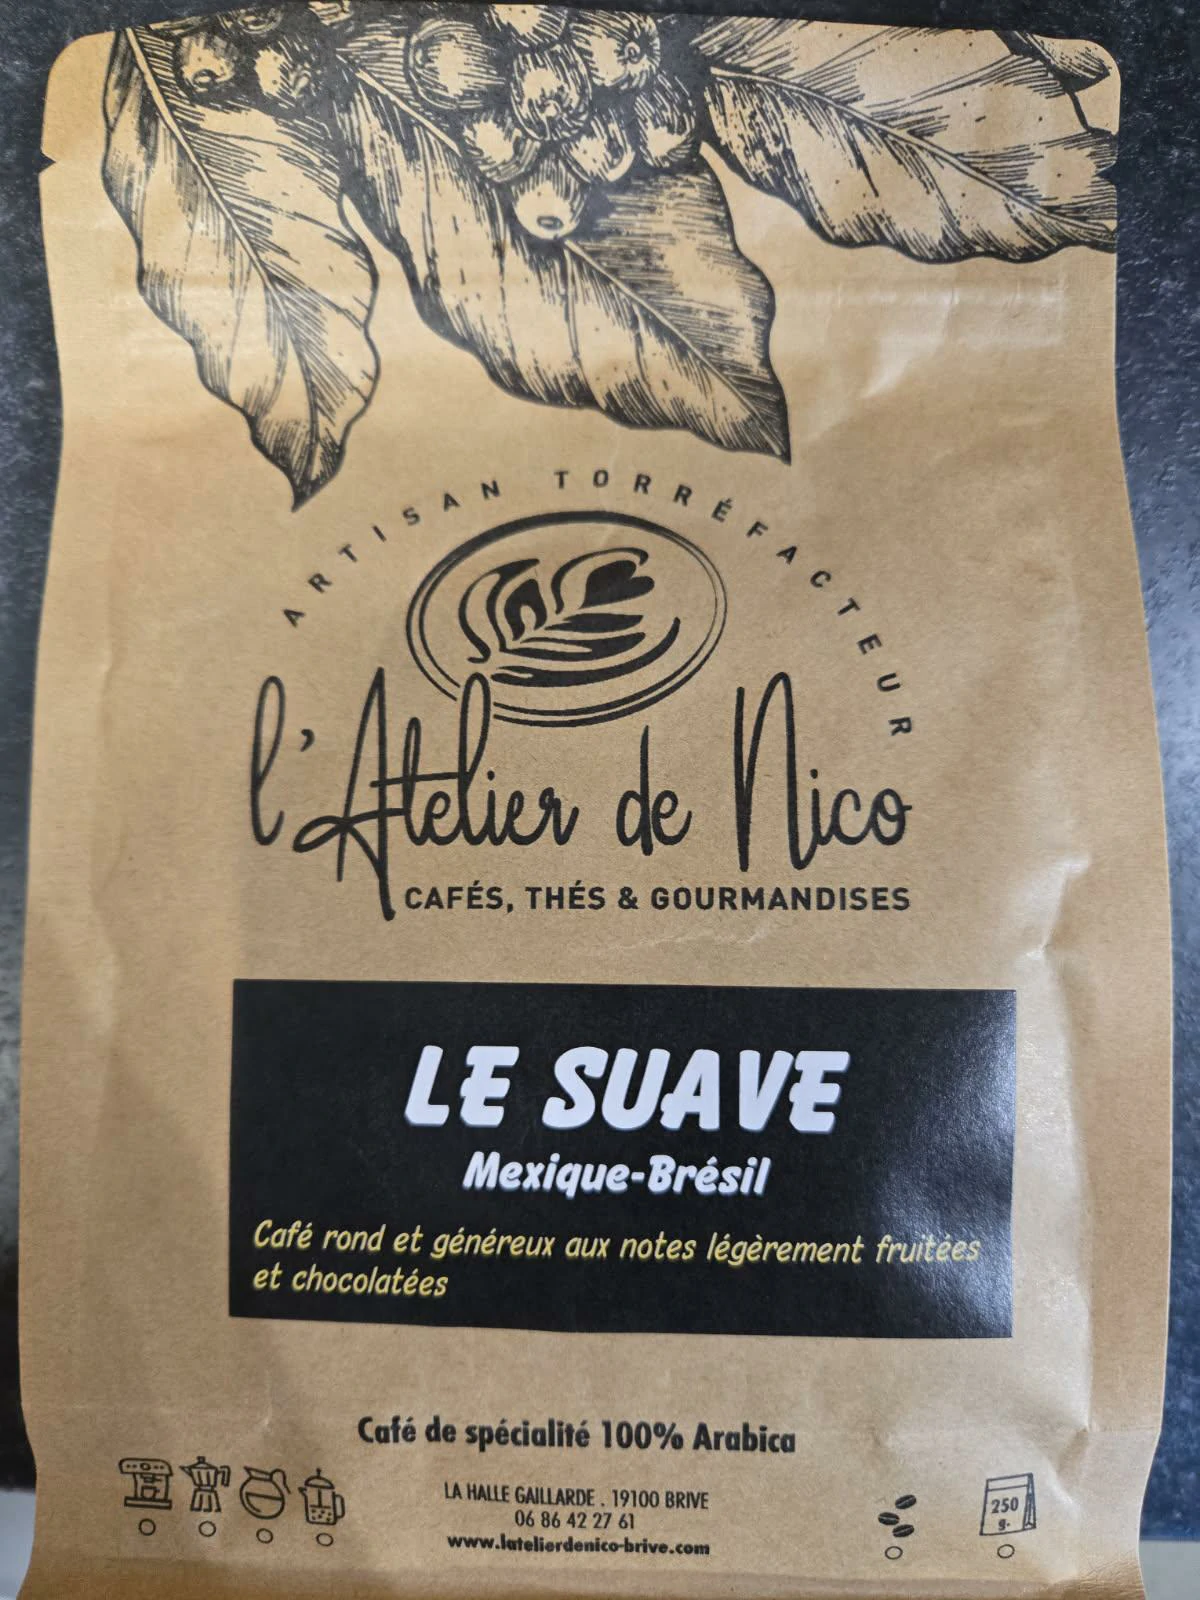 ARTISAN TORRÉFACTEUR
l'Atelier de Nico
CAFÉS, THÉS & GOURMANDISES
LE SUAVE
Mexique-Brésil
Café rond et généreux aux notes légèrement fruitées
et chocolatées
Café de spécialité 100% Arabica
LA HALLE GAILLARDE . 19100 BRIVE
06 86 42 27 61
www.latelierdenico-brive.com
250
g.